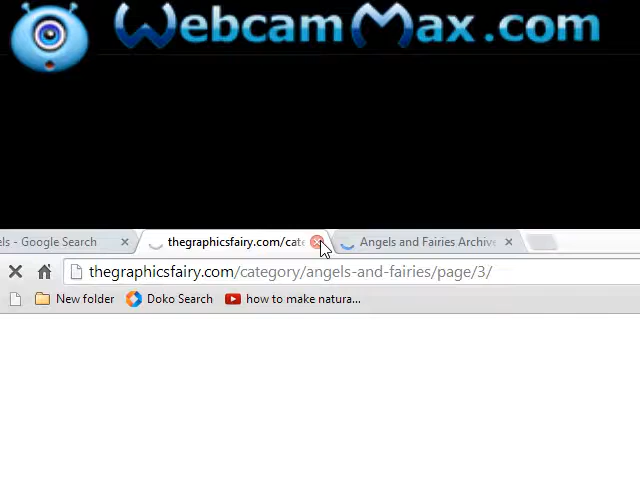 WebcamMax.com
els - Google Search
thegraphicsfairy.com/cate
Angels and Fairies Archive
thegraphicsfairy.com/category/angels-and-fairies/page/3/
New folder
Doko Search
how to make natura...